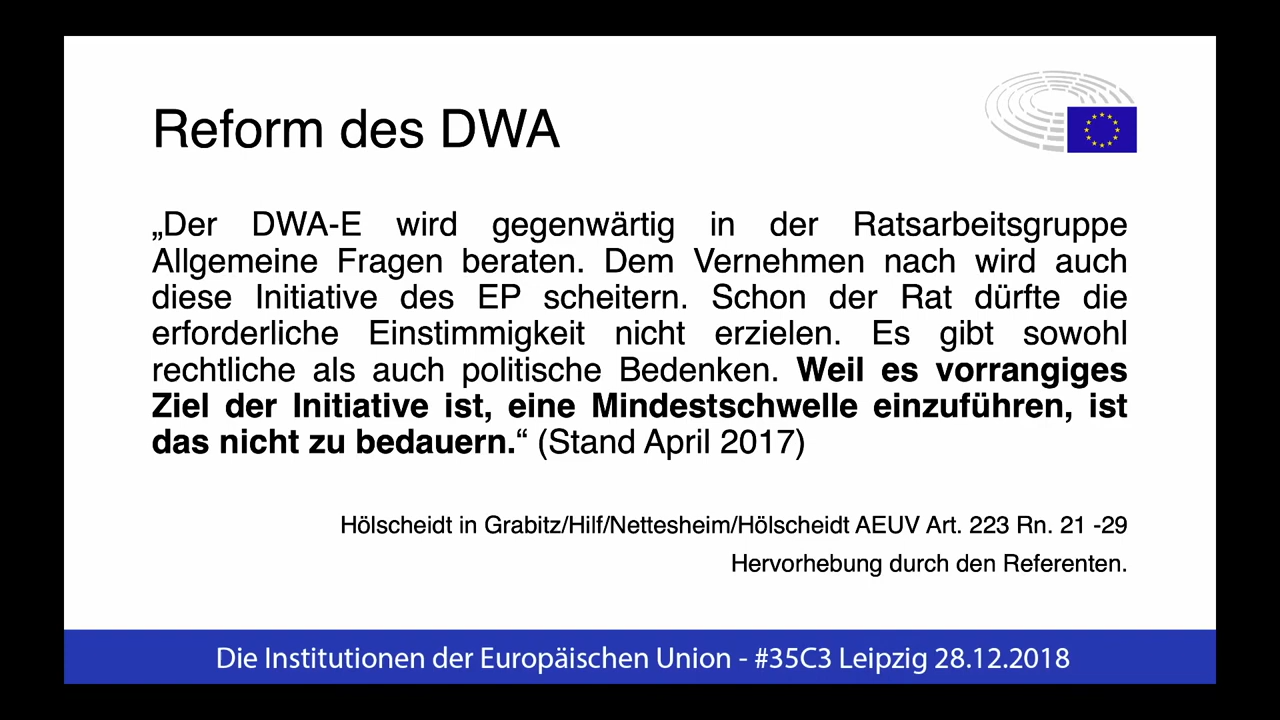 Reform des DWA
„Der DWA-E wird gegenwärtig in der Ratsarbeitsgruppe
Allgemeine Fragen beraten. Dem Vernehmen nach wird auch
diese Initiative des EP scheitern. Schon der Rat dürfte die
erforderliche Einstimmigkeit nicht erzielen. Es gibt sowohl
rechtliche als auch politische Bedenken. Weil es vorrangiges
Ziel der Initiative ist, eine Mindestschwelle einzuführen, ist
das nicht zu bedauern.“ (Stand April 2017)
Hölscheidt in Grabitz/Hilf/Nettesheim/Hölscheidt AEUV Art. 223 Rn. 21 -29
Hervorhebung durch den Referenten.
Die Institutionen der Europäischen Union - #35C3 Leipzig 28.12.2018